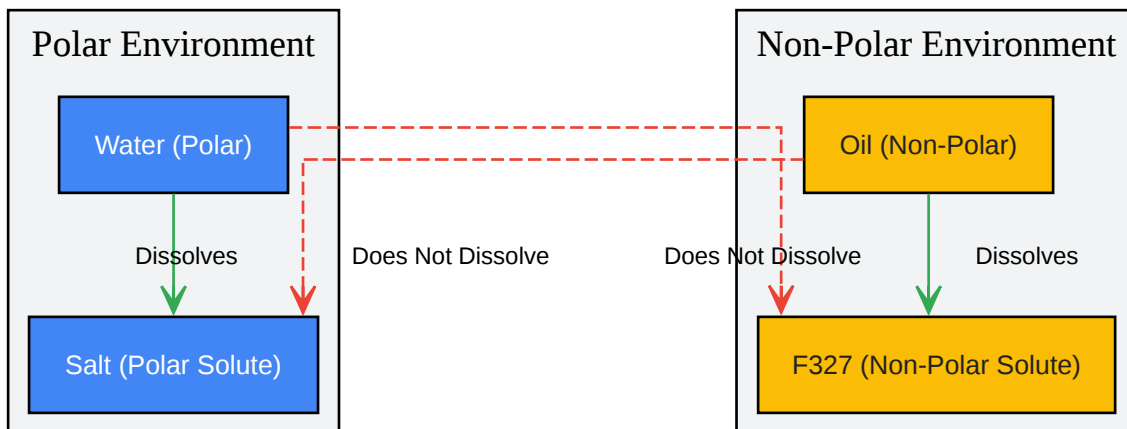 Polar Environment
Non-Polar Environment
Water (Polar)
Oil (Non-Polar)
Dissolves
Does Not Dissolve
Does Not Dissolve
Dissolves
Salt (Polar Solute)
F327 (Non-Polar Solute)